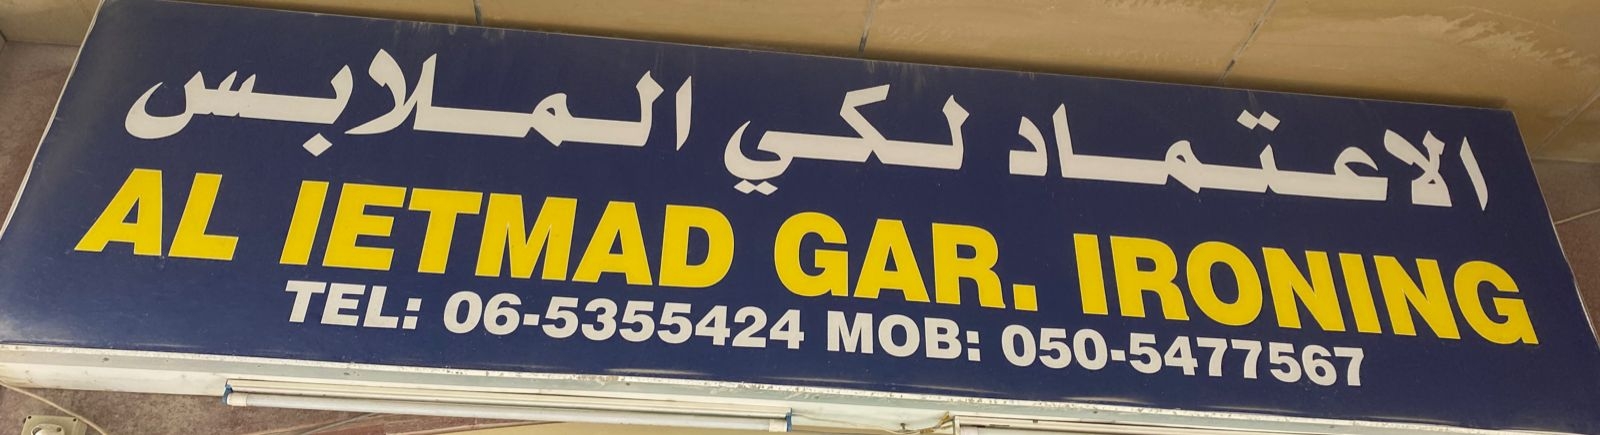 الاعتماد لكي الملابس
AL IETMAD GAR. IRONING
TEL: 06-5355424 MOB: 050-5477567